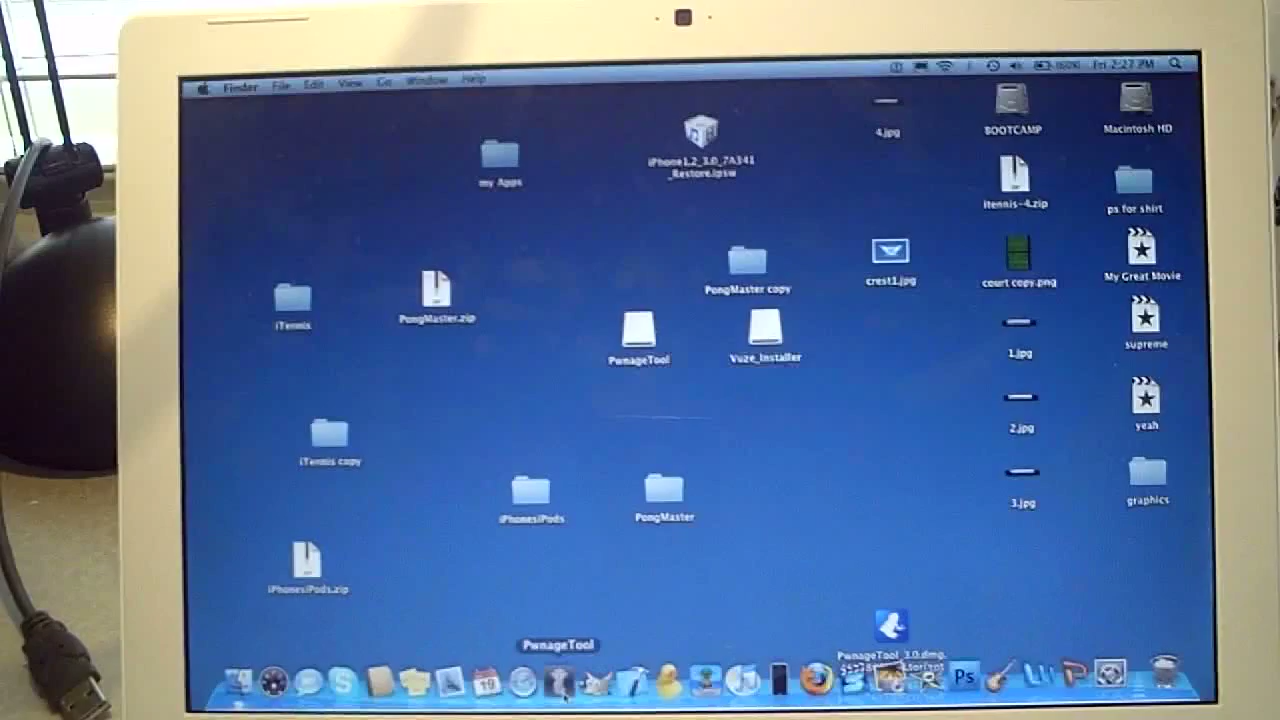 Finder File Edit View Go Window Help
Fri 2:27 PM
4.jpg
BOOTCAMP
Macintosh HD
my Apps
iPhone1,2_3.0_7A341
_Restore.ipsw
itennis-4.zip
ps for shirt
crest1.jpg
court copy.png
My Great Movie
PongMaster copy
iTennis
PongMaster.zip
PwnageTool
Vuze_Installer
1.jpg
supreme
2.jpg
yeah
iTennis copy
iPhonesiPods
PongMaster
3.jpg
graphics
iPhonesiPods.zip
PwnageTool
PwnageTool_3.0.dmg.
19
Ps